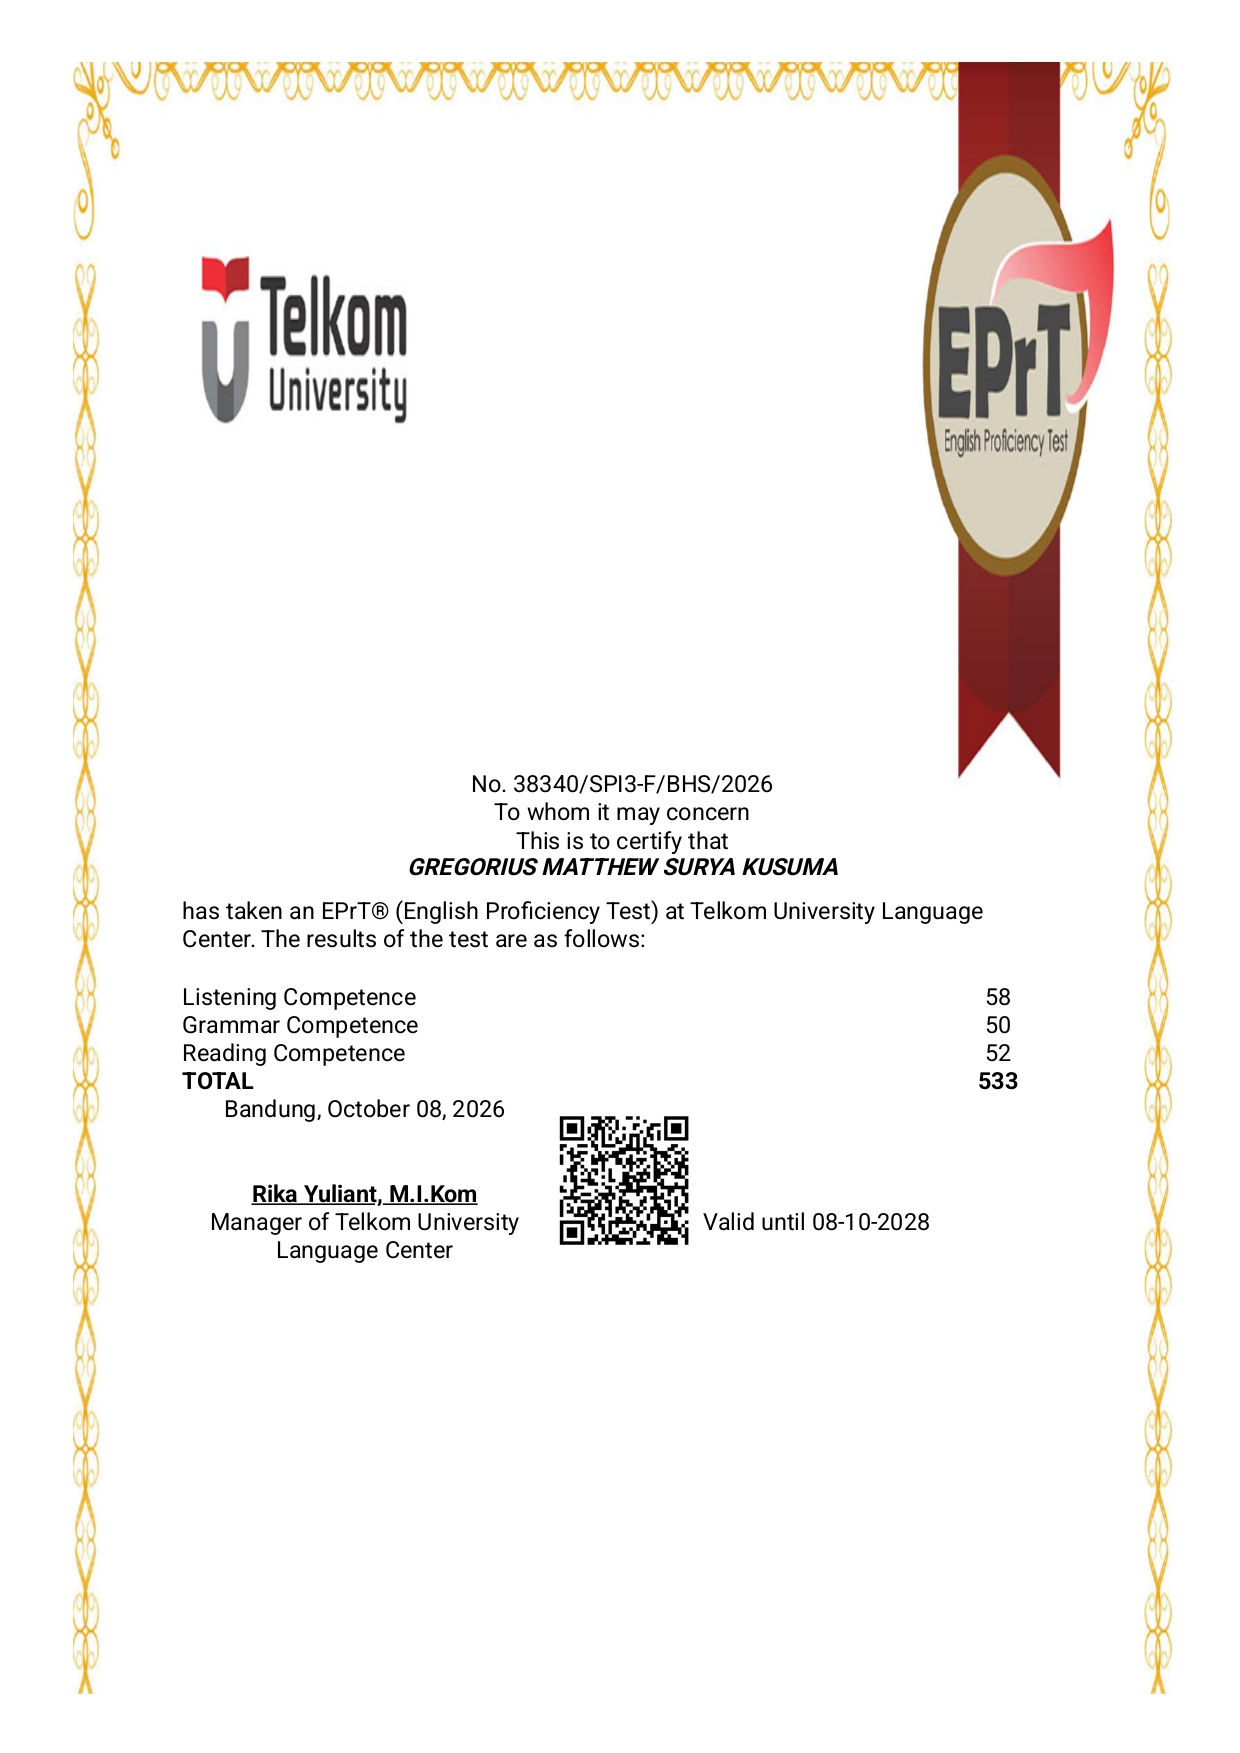 Telkom
University
EPrT
English Proficiency Test
No. 38340/SPI3-F/BHS/2026
To whom it may concern
This is to certify that
GREGORIUS MATTHEW SURYA KUSUMA
has taken an EPrT® (English Proficiency Test) at Telkom University Language
Center. The results of the test are as follows:
Listening Competence 58
Grammar Competence 50
Reading Competence 52
TOTAL 533
Bandung, October 08, 2026
Rika Yuliant, M.I.Kom
Manager of Telkom University
Language Center
Valid until 08-10-2028